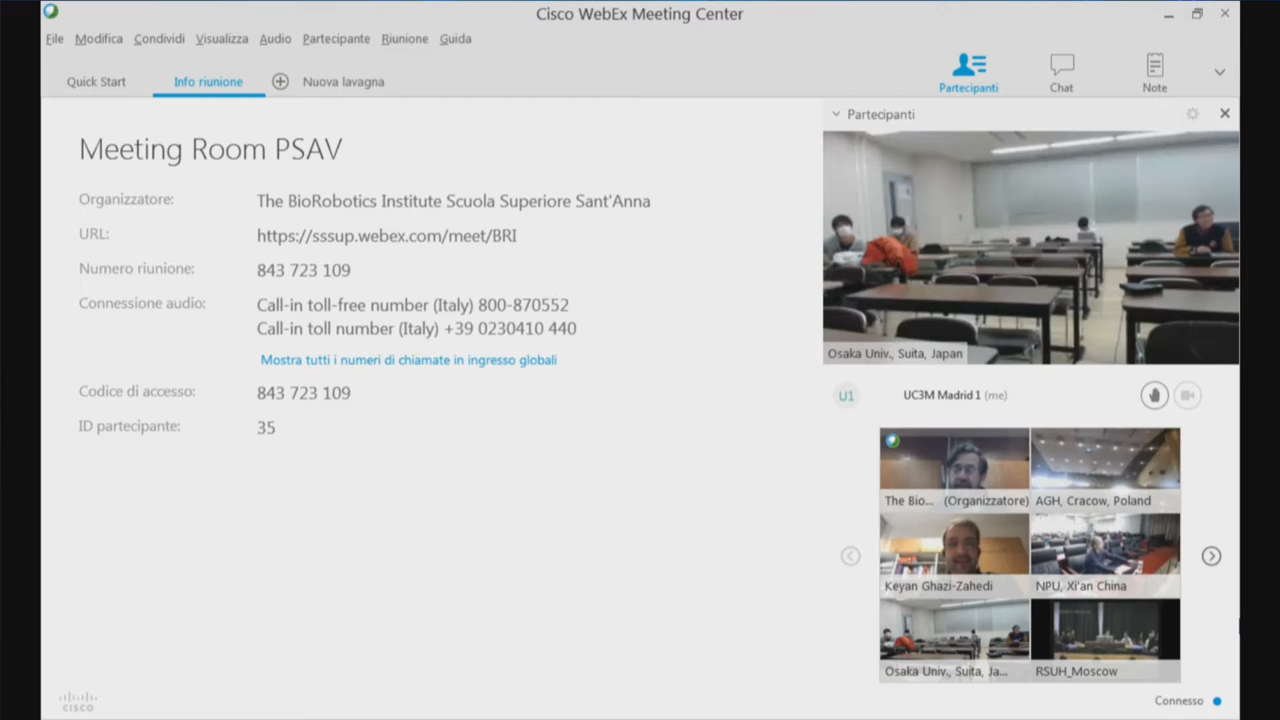 Cisco WebEx Meeting Center
File Modifica Condividi Visualizza Audio Partecipante Riunione Guida
Quick Start Info riunione Nuova lavagna
Partecipanti Chat Note
Partecipanti
Meeting Room PSAV
Organizzatore: The BioRobotics Institute Scuola Superiore Sant'Anna
URL: https://sssup.webex.com/meet/BRI
Numero riunione: 843 723 109
Connessione audio: Call-in toll-free number (Italy) 800-870552
Call-in toll number (Italy) +39 0230410 440
Mostra tutti i numeri di chiamate in ingresso globali
Codice di accesso: 843 723 109
ID partecipante: 35
Osaka Univ., Suita, Japan
U1 UC3M Madrid 1 (me)
The Bio... (Organizzatore) AGH, Cracow, Poland
Keyan Ghazi-Zahedi NPU, Xi'an China
Osaka Univ., Suita, Ja... RSUH_Moscow
Connesso
cisco